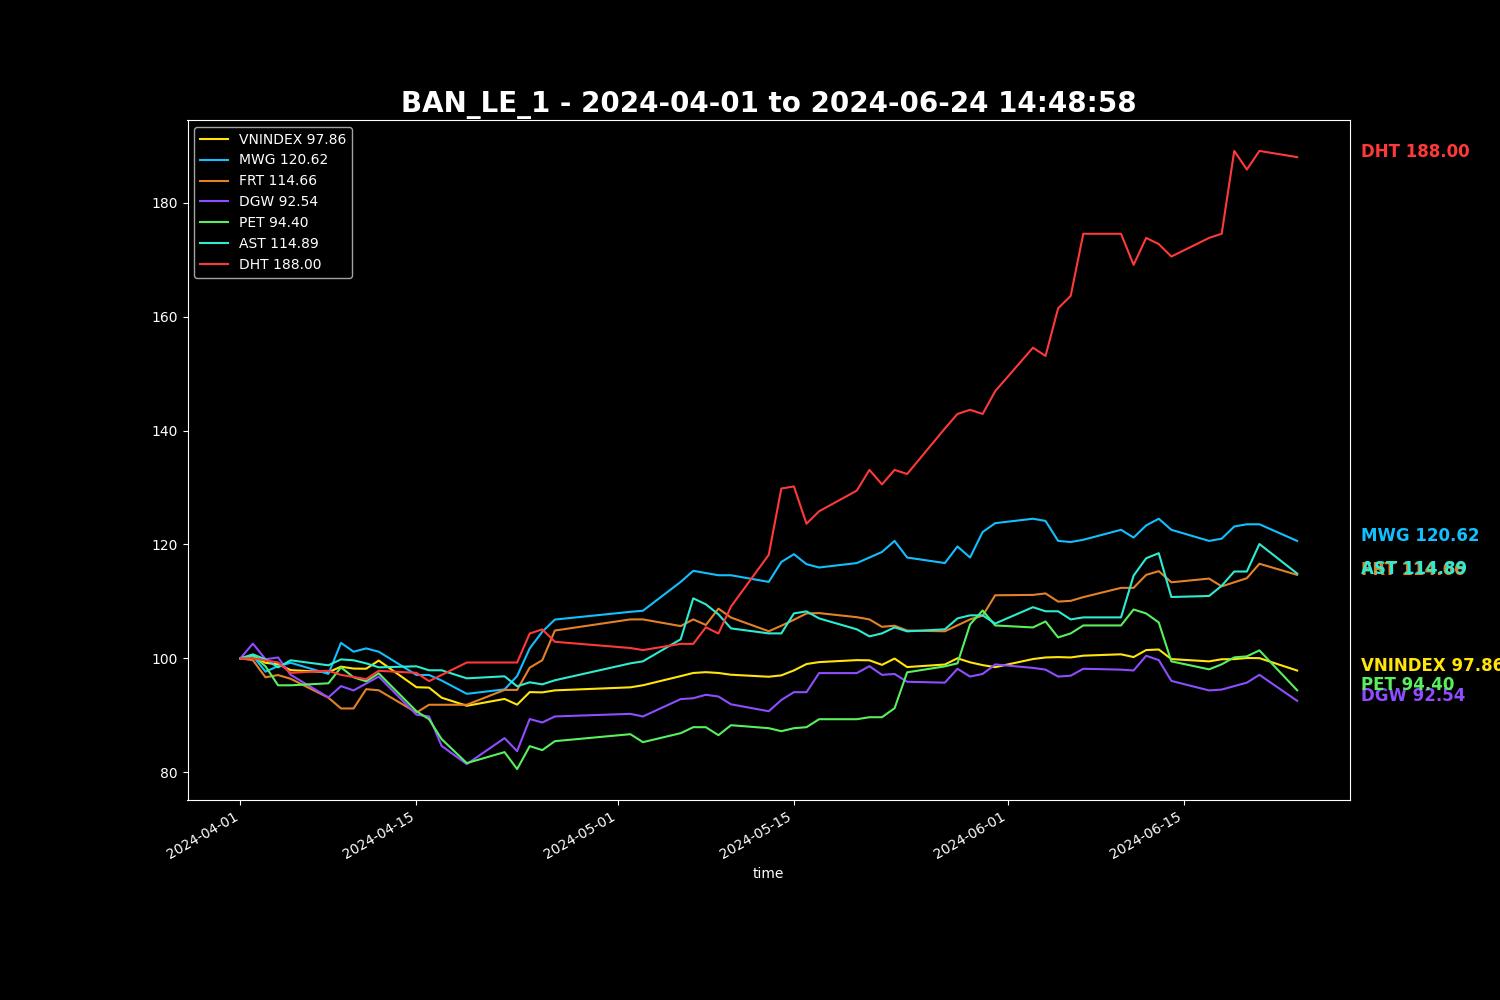 BAN_LE_1 - 2024-04-01 to 2024-06-24 14:48:58
VNINDEX 97.86
MWG 120.62
FRT 114.66
DGW 92.54
PET 94.40
AST 114.89
DHT 188.00
180
160
140
120
100
80
2024-04-01
2024-04-15
2024-05-01
2024-05-15
2024-06-01
2024-06-15
time
DHT 188.00
MWG 120.62
AST 114.89
VNINDEX 97.86
PET 94.40
DGW 92.54